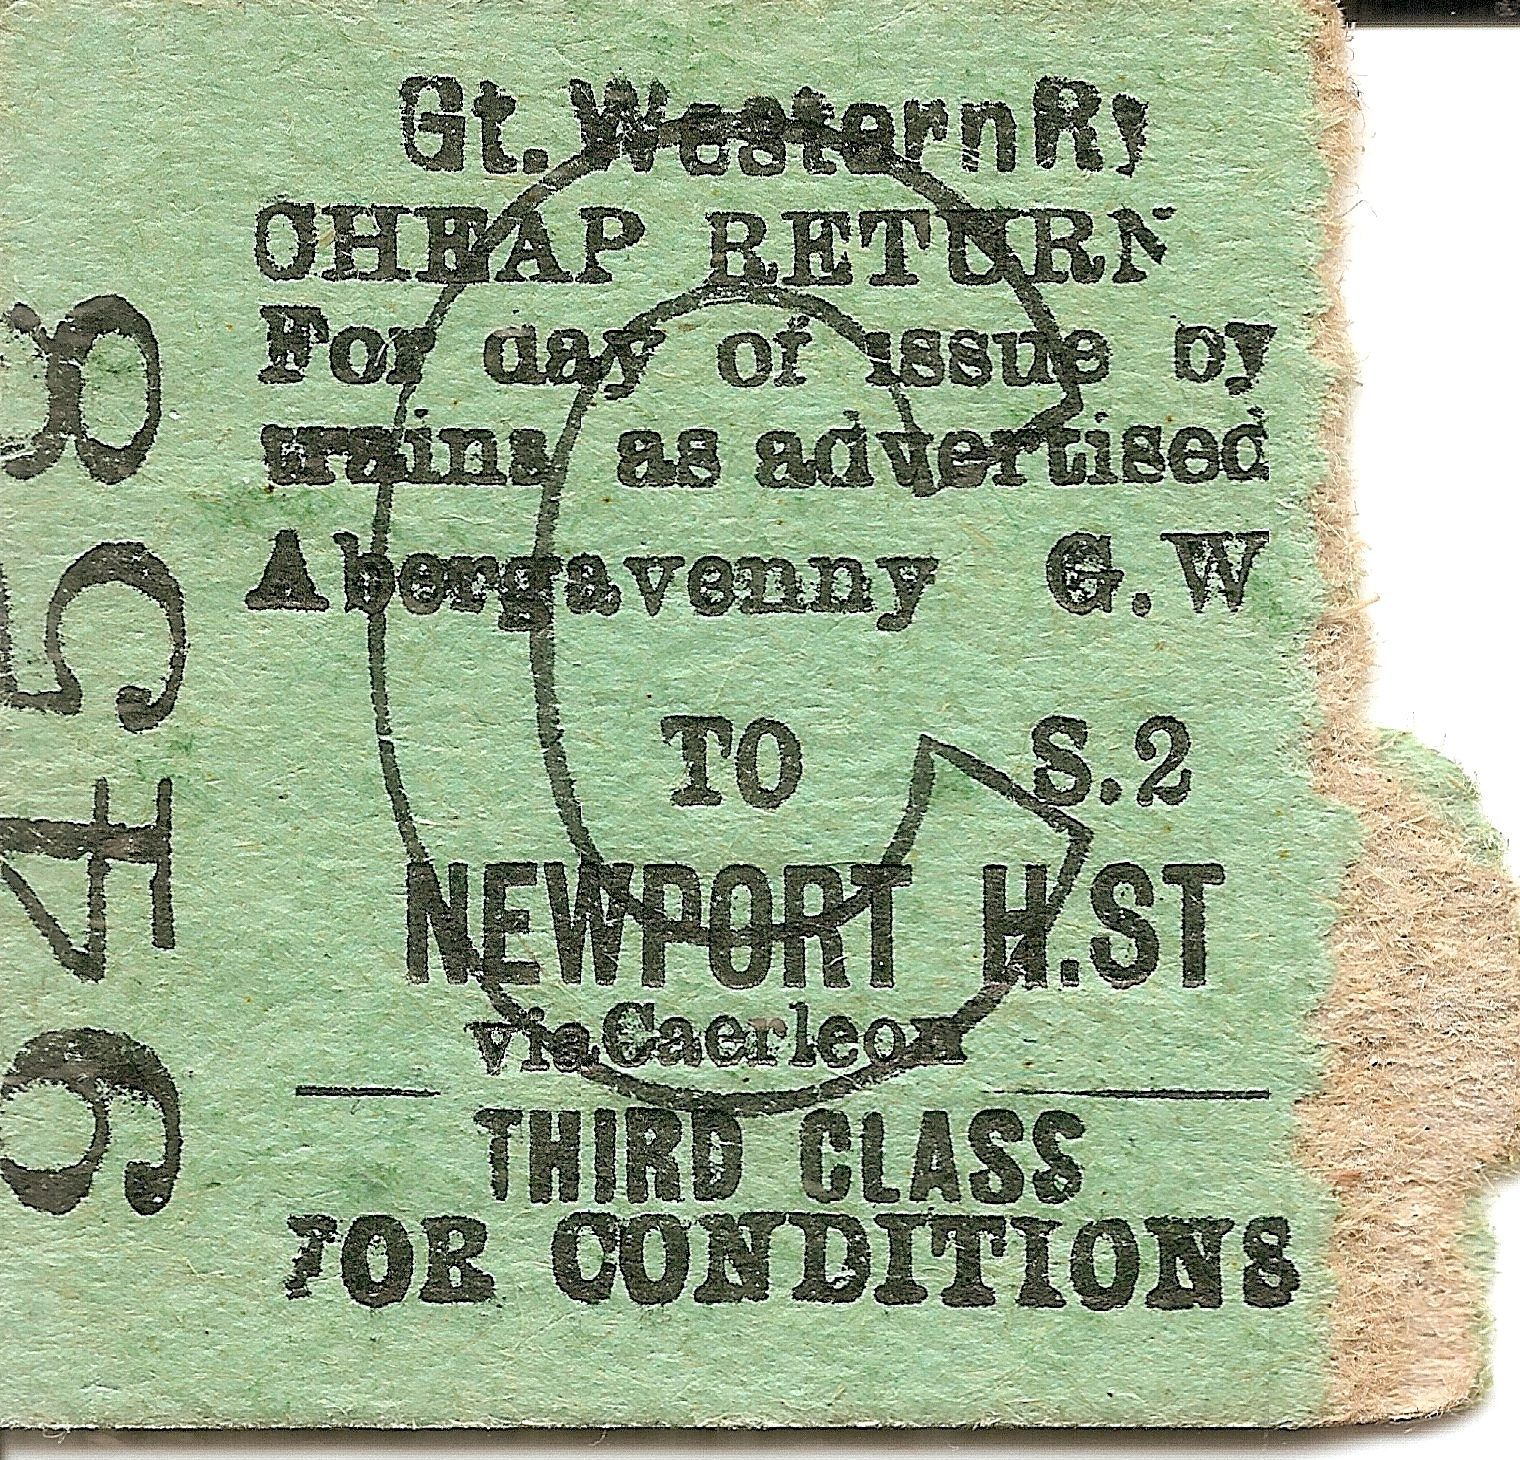 Gt. Western Ry
CHEAP RETURN
For day of issue by
trains as advertised
Abergavenny G.W
TO S.2
NEWPORT H.ST
via Caerleon
THIRD CLASS
FOR CONDITIONS
9458